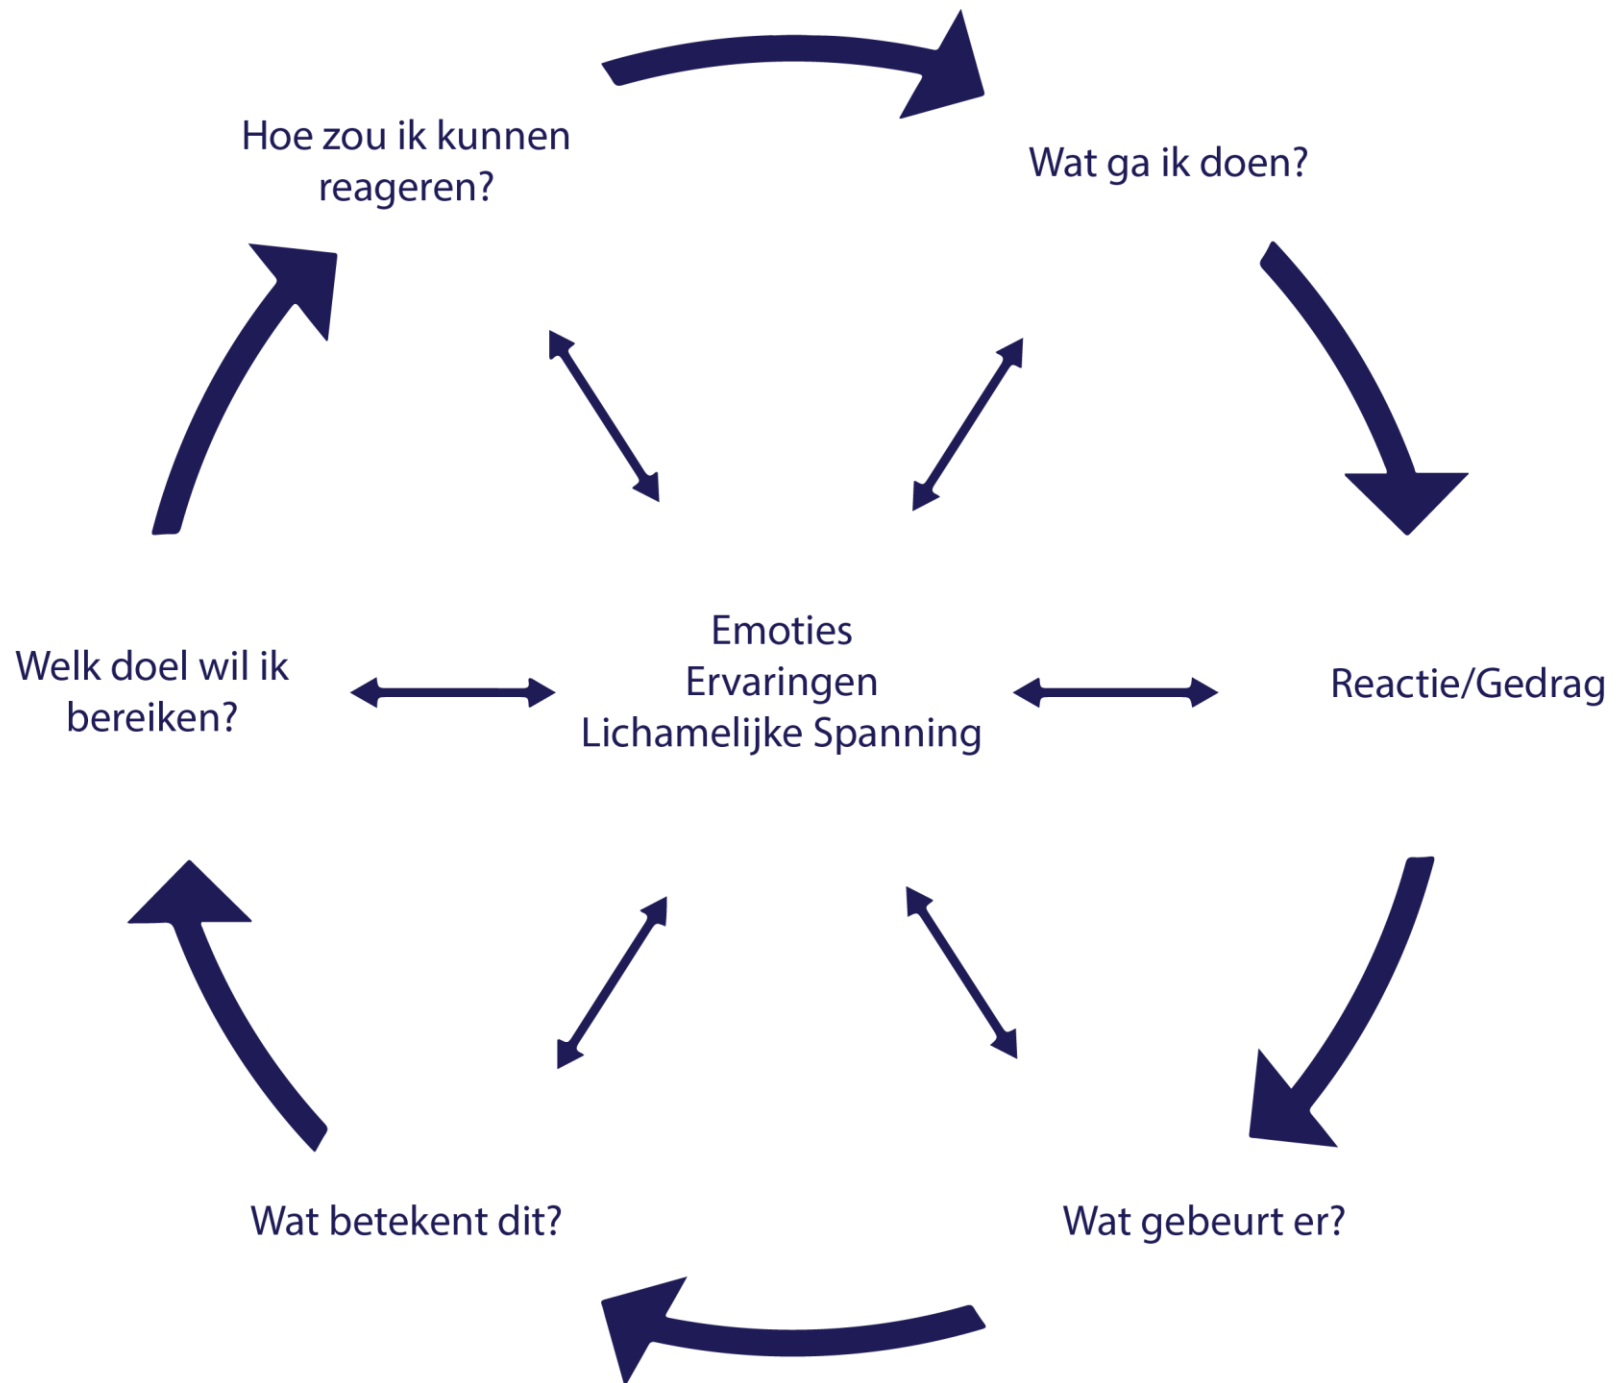 Hoe zou ik kunnen
reageren?
Wat ga ik doen?
Welk doel wil ik
bereiken?
Emoties
Ervaringen
Lichamelijke Spanning
Reactie/Gedrag
Wat betekent dit?
Wat gebeurt er?